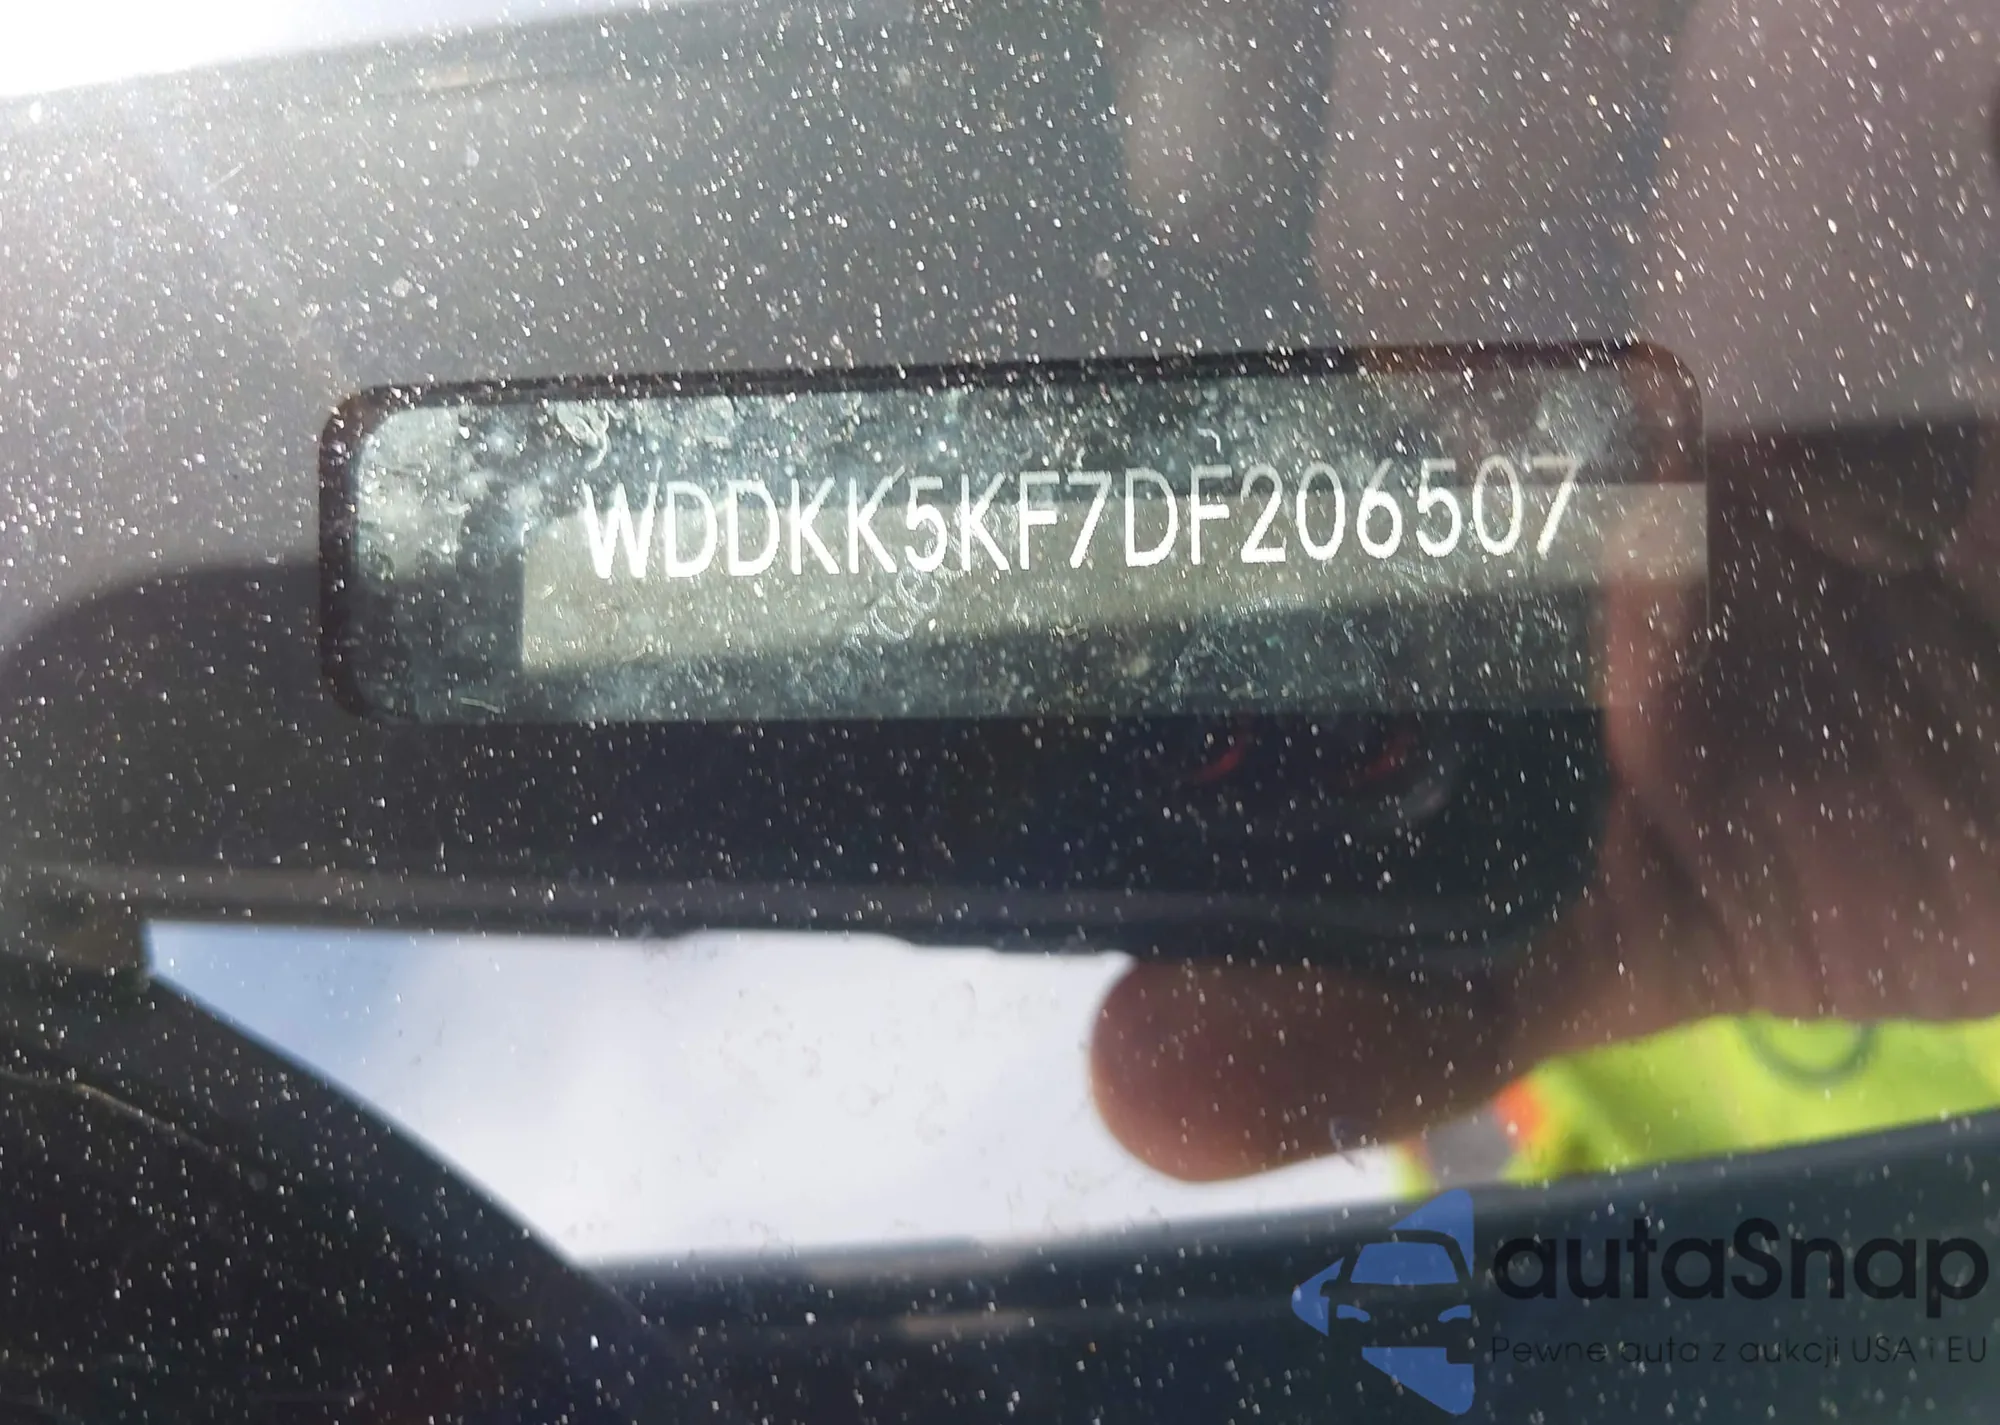 WDDKK5KF7DF206507
autaSnap
Pewne auta z aukcji USA i EU